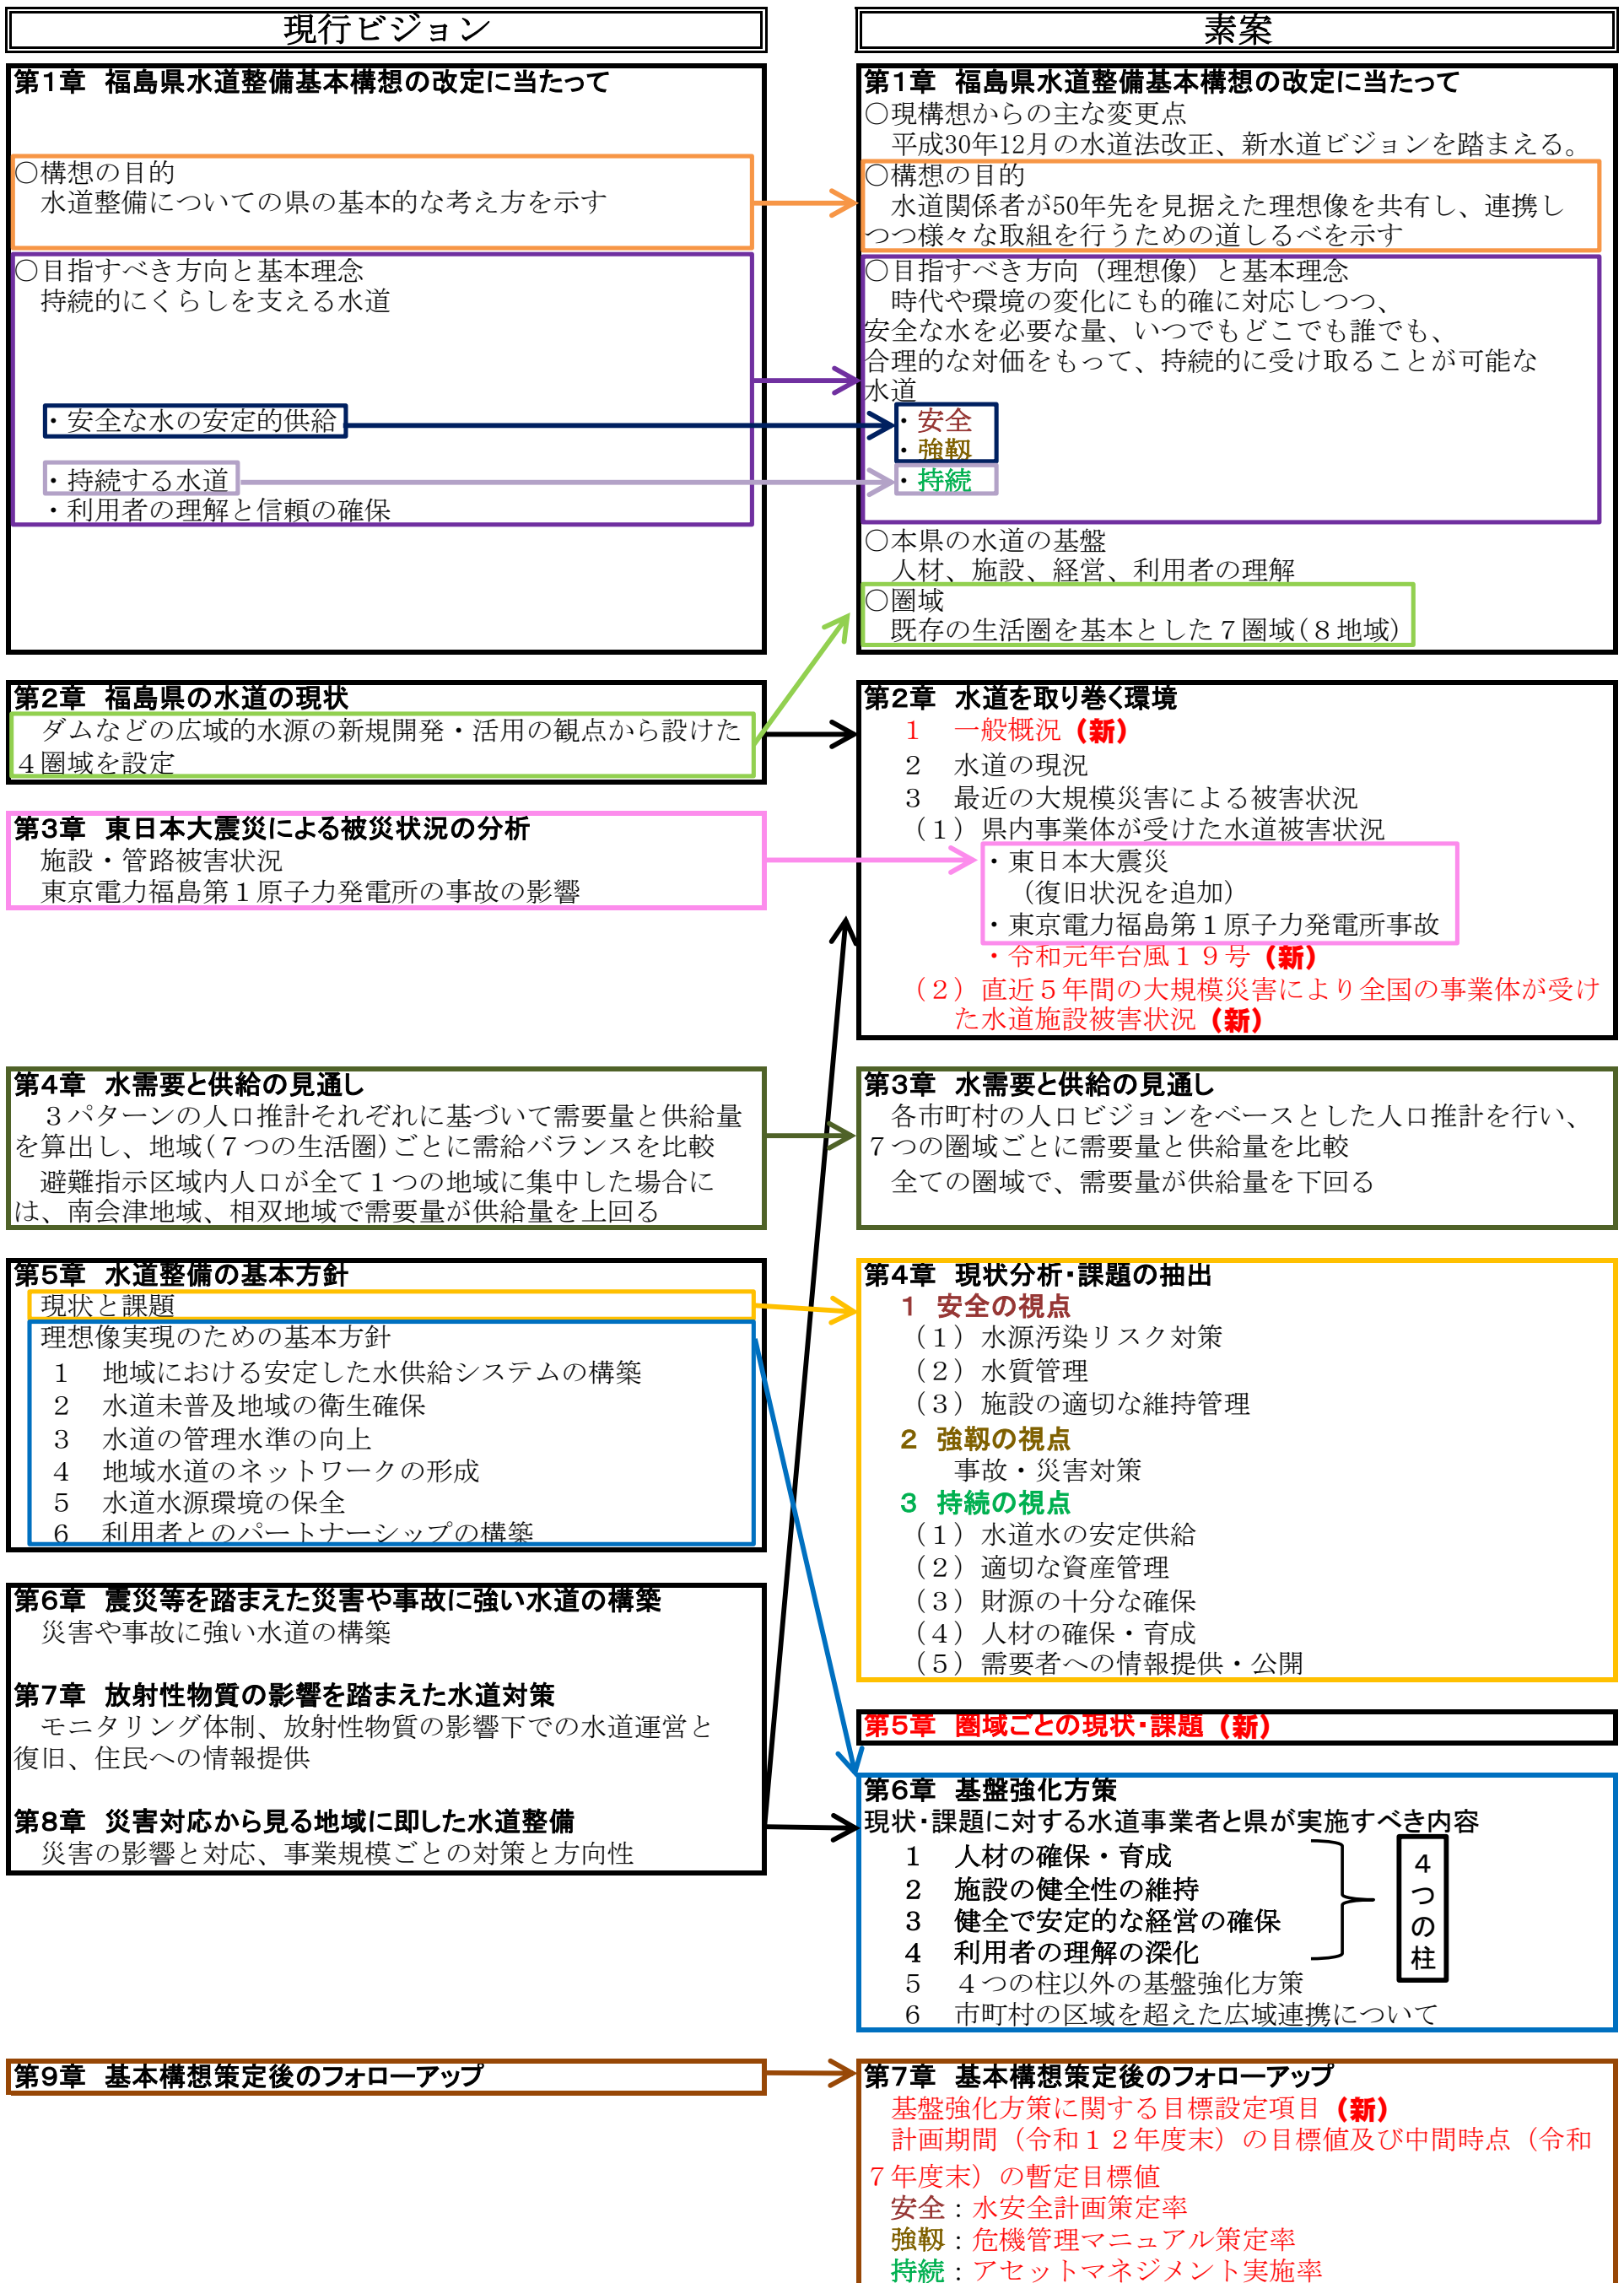 現行ビジョン
第1章 福島県水道整備基本構想の改定に当たって
○構想の目的
水道整備についての県の基本的な考え方を示す
○目指すべき方向と基本理念
持続的にくらしを支える水道
・安全な水の安定的供給
・持続する水道
・利用者の理解と信頼の確保
第2章 福島県の水道の現状
ダムなどの広域的水源の新規開発・活用の観点から設けた
４圏域を設定
第3章 東日本大震災による被災状況の分析
施設・管路被害状況
東京電力福島第１原子力発電所の事故の影響
第4章 水需要と供給の見通し
３パターンの人口推計それぞれに基づいて需要量と供給量
を算出し、地域(７つの生活圏)ごとに需給バランスを比較
避難指示区域内人口が全て１つの地域に集中した場合に
は、南会津地域、相双地域で需要量が供給量を上回る
第5章 水道整備の基本方針
現状と課題
理想像実現のための基本方針
１ 地域における安定した水供給システムの構築
２ 水道未普及地域の衛生確保
３ 水道の管理水準の向上
４ 地域水道のネットワークの形成
５ 水道水源環境の保全
６ 利用者とのパートナーシップの構築
第6章 震災等を踏まえた災害や事故に強い水道の構築
災害や事故に強い水道の構築
第7章 放射性物質の影響を踏まえた水道対策
モニタリング体制、放射性物質の影響下での水道運営と
復旧、住民への情報提供
第8章 災害対応から見る地域に即した水道整備
災害の影響と対応、事業規模ごとの対策と方向性
第9章 基本構想策定後のフォローアップ
素案
第1章 福島県水道整備基本構想の改定に当たって
○現構想からの主な変更点
平成30年12月の水道法改正、新水道ビジョンを踏まえる。
○構想の目的
水道関係者が50年先を見据えた理想像を共有し、連携し
つつ様々な取組を行うための道しるべを示す
○目指すべき方向（理想像）と基本理念
時代や環境の変化にも的確に対応しつつ、
安全な水を必要な量、いつでもどこでも誰でも、
合理的な対価をもって、持続的に受け取ることが可能な
水道
・安全
・強靱
・持続
○本県の水道の基盤
人材、施設、経営、利用者の理解
○圏域
既存の生活圏を基本とした７圏域(８地域)
第2章 水道を取り巻く環境
１ 一般概況（新）
２ 水道の現況
３ 最近の大規模災害による被害状況
（１）県内事業体が受けた水道被害状況
・東日本大震災
（復旧状況を追加）
・東京電力福島第１原子力発電所事故
・令和元年台風１９号（新）
（２）直近５年間の大規模災害により全国の事業体が受け
た水道施設被害状況（新）
第3章 水需要と供給の見通し
各市町村の人口ビジョンをベースとした人口推計を行い、
７つの圏域ごとに需要量と供給量を比較
全ての圏域で、需要量が供給量を下回る
第4章 現状分析・課題の抽出
1 安全の視点
（１）水源汚染リスク対策
（２）水質管理
（３）施設の適切な維持管理
2 強靱の視点
事故・災害対策
3 持続の視点
（１）水道水の安定供給
（２）適切な資産管理
（３）財源の十分な確保
（４）人材の確保・育成
（５）需要者への情報提供・公開
第5章 圏域ごとの現状・課題（新）
第6章 基盤強化方策
現状・課題に対する水道事業者と県が実施すべき内容
１ 人材の確保・育成
２ 施設の健全性の維持
３ 健全で安定的な経営の確保
４ 利用者の理解の深化
４つの柱
５ ４つの柱以外の基盤強化方策
６ 市町村の区域を超えた広域連携について
第7章 基本構想策定後のフォローアップ
基盤強化方策に関する目標設定項目（新）
計画期間（令和１２年度末）の目標値及び中間時点（令和
７年度末）の暫定目標値
安全：水安全計画策定率
強靱：危機管理マニュアル策定率
持続：アセットマネジメント実施率